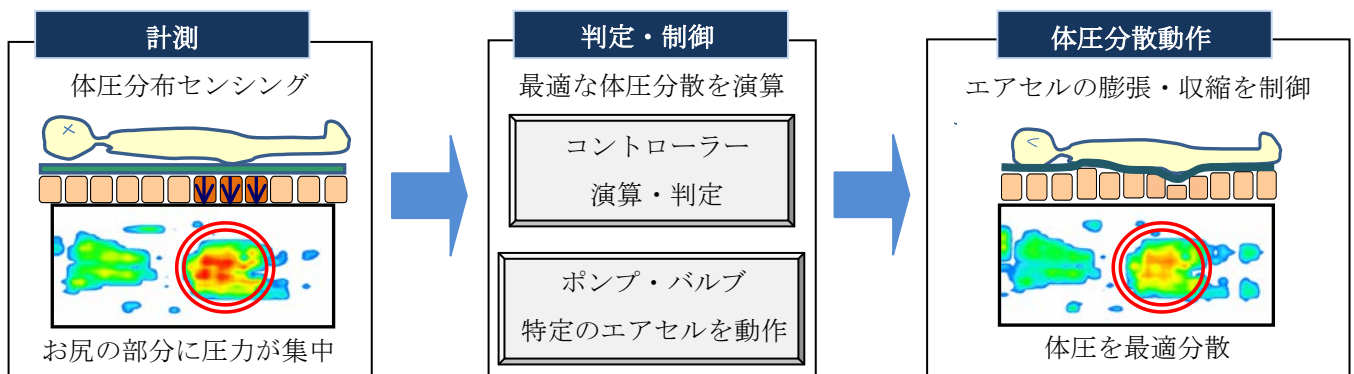 計測
体圧分布センシング
お尻の部分に圧力が集中
判定・制御
最適な体圧分散を演算
コントローラー
演算・判定
ポンプ・バルブ
特定のエアセルを動作
体圧分散動作
エアセルの膨張・収縮を制御
体圧を最適分散